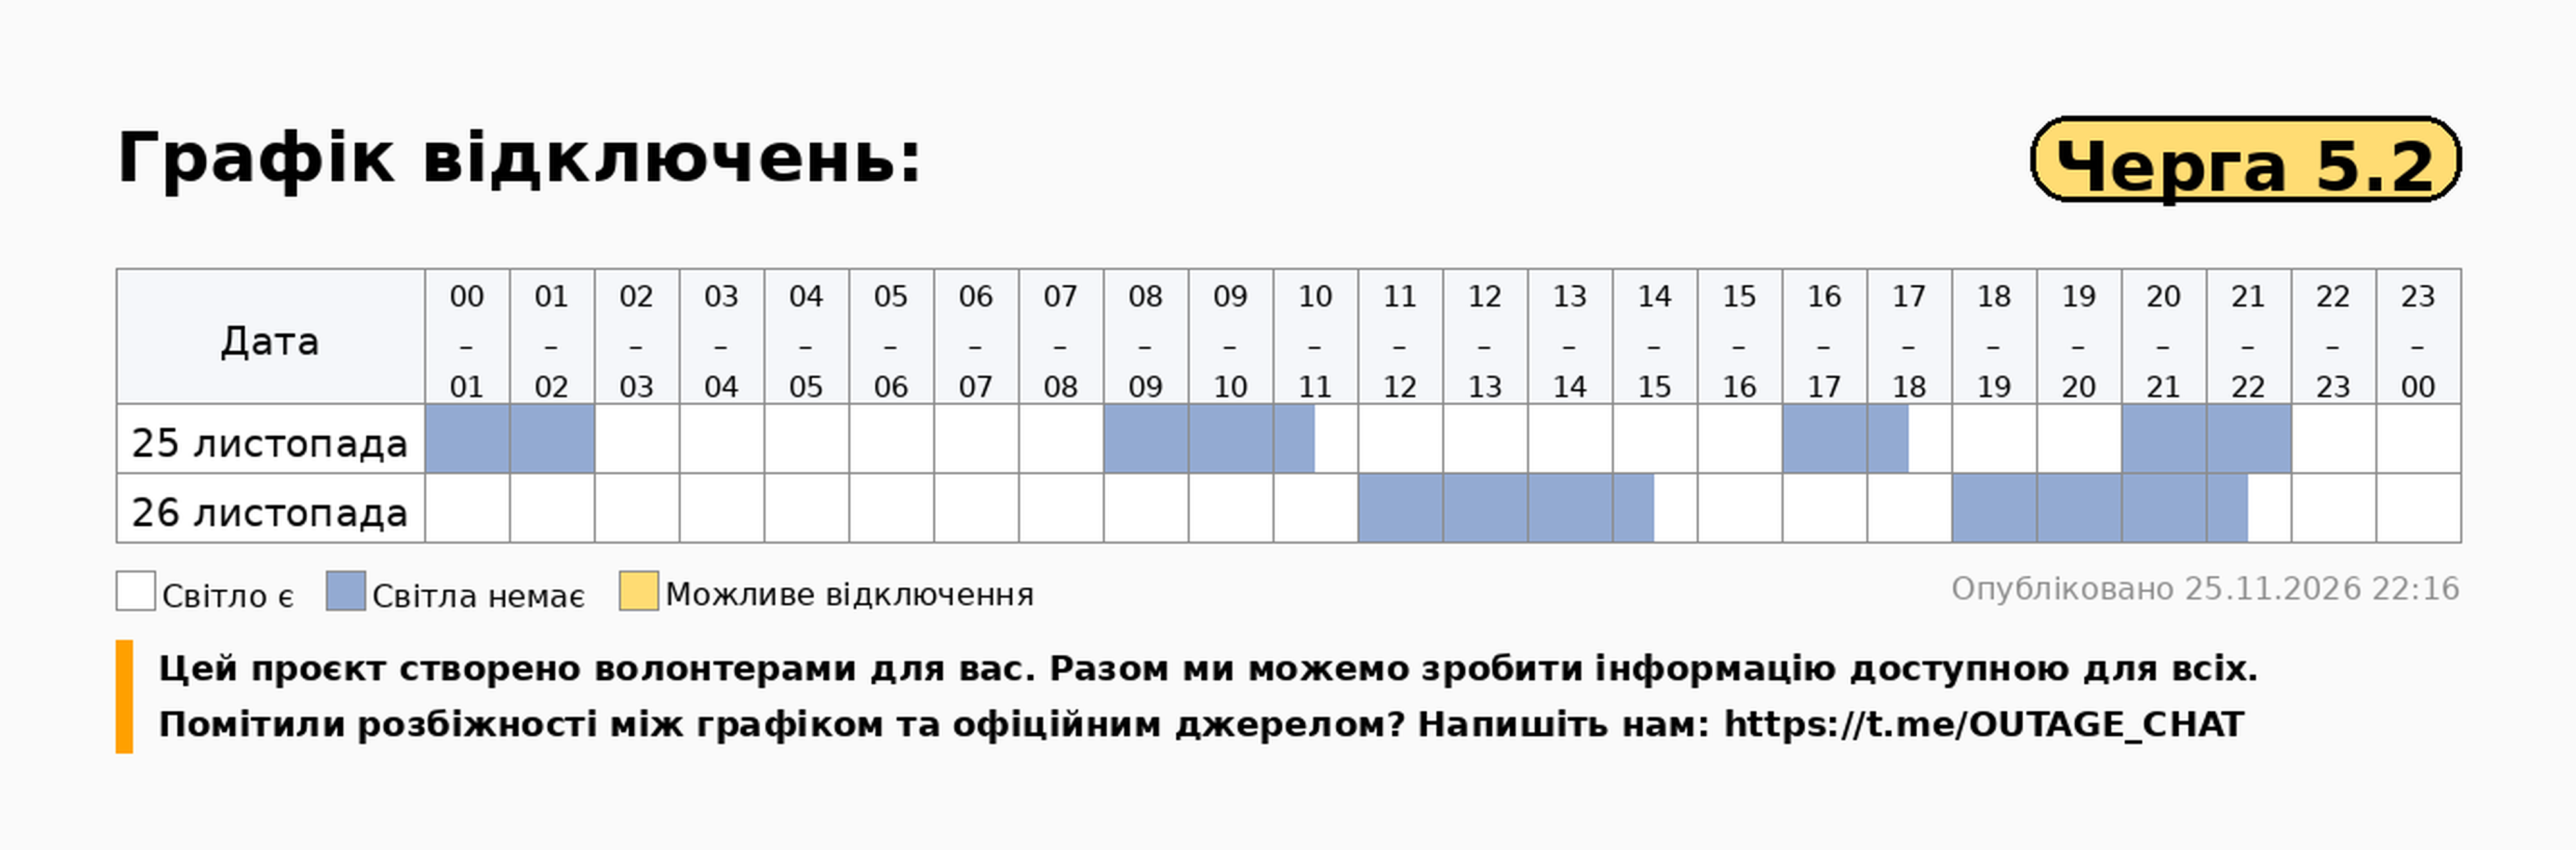 Графік відключень:
Черга 5.2
Дата 00 – 01 01 – 02 02 – 03 03 – 04 04 – 05 05 – 06 06 – 07 07 – 08 08 – 09 09 – 10 10 – 11 11 – 12 12 – 13 13 – 14 14 – 15 15 – 16 16 – 17 17 – 18 18 – 19 19 – 20 20 – 21 21 – 22 22 – 23 23 – 00
25 листопада
26 листопада
Світло є Світла немає Можливе відключення
Опубліковано 25.11.2026 22:16
Цей проєкт створено волонтерами для вас. Разом ми можемо зробити інформацію доступною для всіх.
Помітили розбіжності між графіком та офіційним джерелом? Напишіть нам: https://t.me/OUTAGE_CHAT